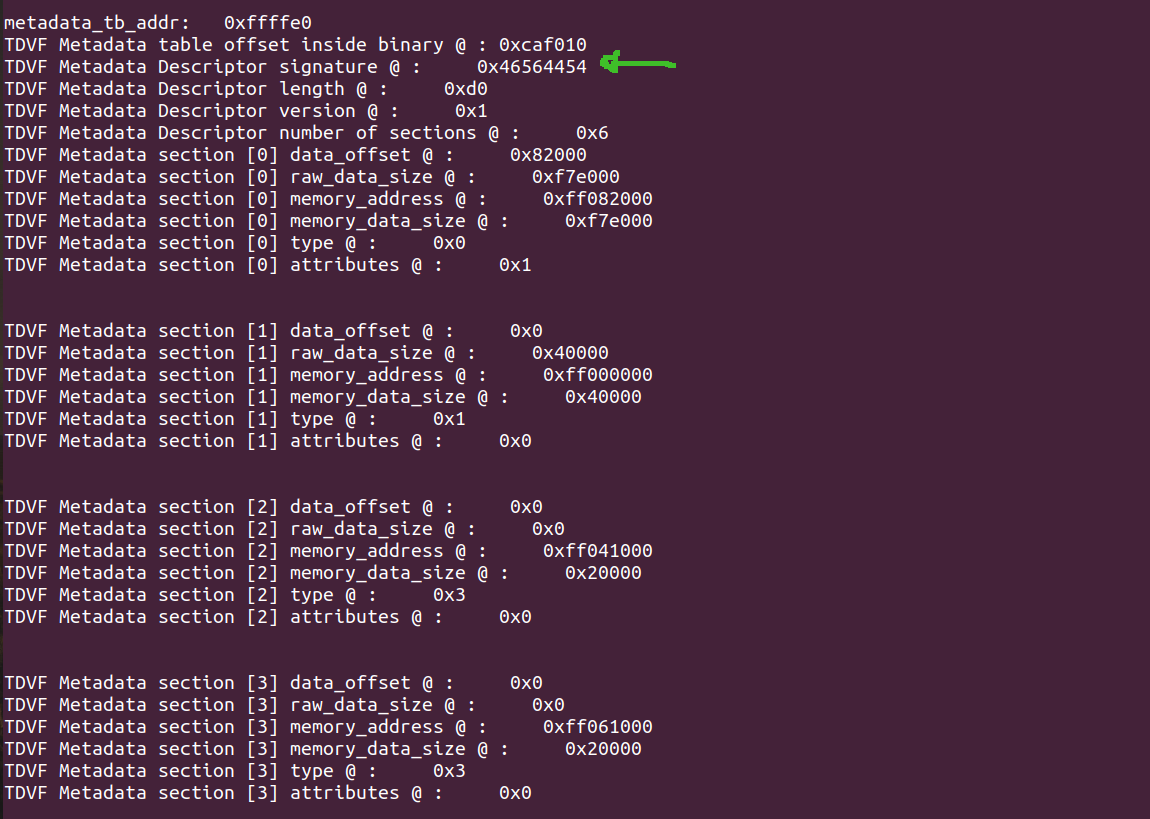 metadata_tb_addr:   0xffffe0
TDVF Metadata table offset inside binary @ : 0xcaf010
TDVF Metadata Descriptor signature @ :     0x46564454
TDVF Metadata Descriptor length @ :     0xd0
TDVF Metadata Descriptor version @ :     0x1
TDVF Metadata Descriptor number of sections @ :     0x6
TDVF Metadata section [0] data_offset @ :     0x82000
TDVF Metadata section [0] raw_data_size @ :     0xf7e000
TDVF Metadata section [0] memory_address @ :     0xff082000
TDVF Metadata section [0] memory_data_size @ :     0xf7e000
TDVF Metadata section [0] type @ :     0x0
TDVF Metadata section [0] attributes @ :     0x1
TDVF Metadata section [1] data_offset @ :     0x0
TDVF Metadata section [1] raw_data_size @ :     0x40000
TDVF Metadata section [1] memory_address @ :     0xff000000
TDVF Metadata section [1] memory_data_size @ :     0x40000
TDVF Metadata section [1] type @ :     0x1
TDVF Metadata section [1] attributes @ :     0x0
TDVF Metadata section [2] data_offset @ :     0x0
TDVF Metadata section [2] raw_data_size @ :     0x0
TDVF Metadata section [2] memory_address @ :     0xff041000
TDVF Metadata section [2] memory_data_size @ :     0x20000
TDVF Metadata section [2] type @ :     0x3
TDVF Metadata section [2] attributes @ :     0x0
TDVF Metadata section [3] data_offset @ :     0x0
TDVF Metadata section [3] raw_data_size @ :     0x0
TDVF Metadata section [3] memory_address @ :     0xff061000
TDVF Metadata section [3] memory_data_size @ :     0x20000
TDVF Metadata section [3] type @ :     0x3
TDVF Metadata section [3] attributes @ :     0x0